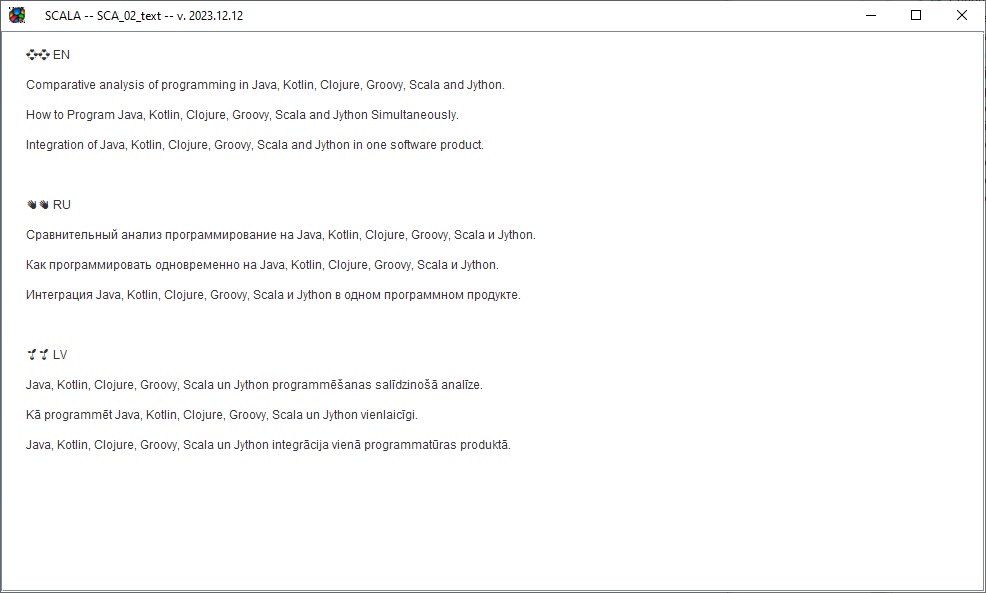 SCALA -- SCA_02_text -- v. 2023.12.12
EN
Comparative analysis of programming in Java, Kotlin, Clojure, Groovy, Scala and Jython.
How to Program Java, Kotlin, Clojure, Groovy, Scala and Jython Simultaneously.
Integration of Java, Kotlin, Clojure, Groovy, Scala and Jython in one software product.
👋👋 RU
Сравнительный анализ программирование на Java, Kotlin, Clojure, Groovy, Scala и Jython.
Как программировать одновременно на Java, Kotlin, Clojure, Groovy, Scala и Jython.
Интеграция Java, Kotlin, Clojure, Groovy, Scala и Jython в одном программном продукте.
🌱🌱 LV
Java, Kotlin, Clojure, Groovy, Scala un Jython programmēšanas salīdzinošā analīze.
Kā programmēt Java, Kotlin, Clojure, Groovy, Scala un Jython vienlaicīgi.
Java, Kotlin, Clojure, Groovy, Scala un Jython integrācija vienā programmatūras produktā.